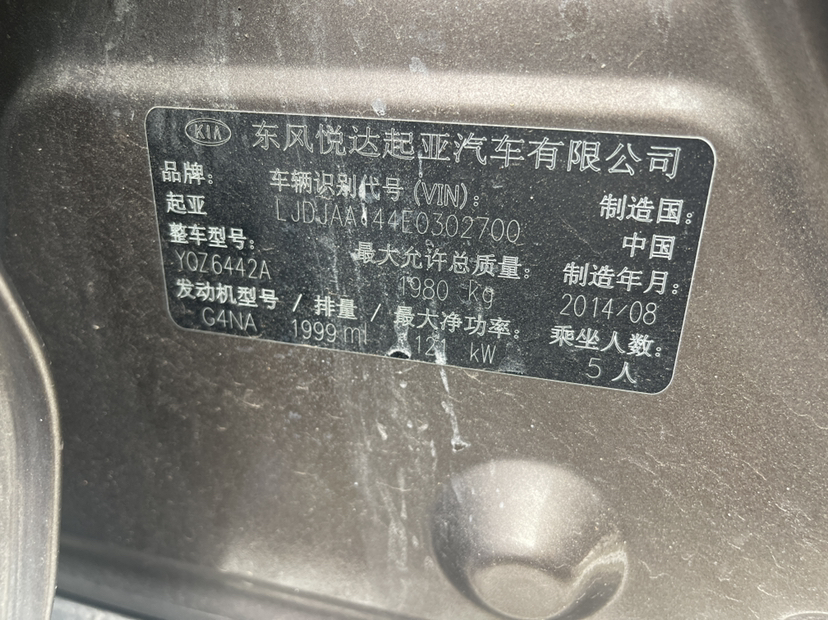 KIA 东风悦达起亚汽车有限公司
品牌: 车辆识别代号 (VIN): 制造国:
起亚 LJDJAA144E0302700 中国
整车型号: 最大允许总质量: 制造年月:
YQZ6442A 1980 kg 2014/08
发动机型号 / 排量 / 最大净功率: 乘坐人数:
G4NA 1999 ml 121 kW 5 人